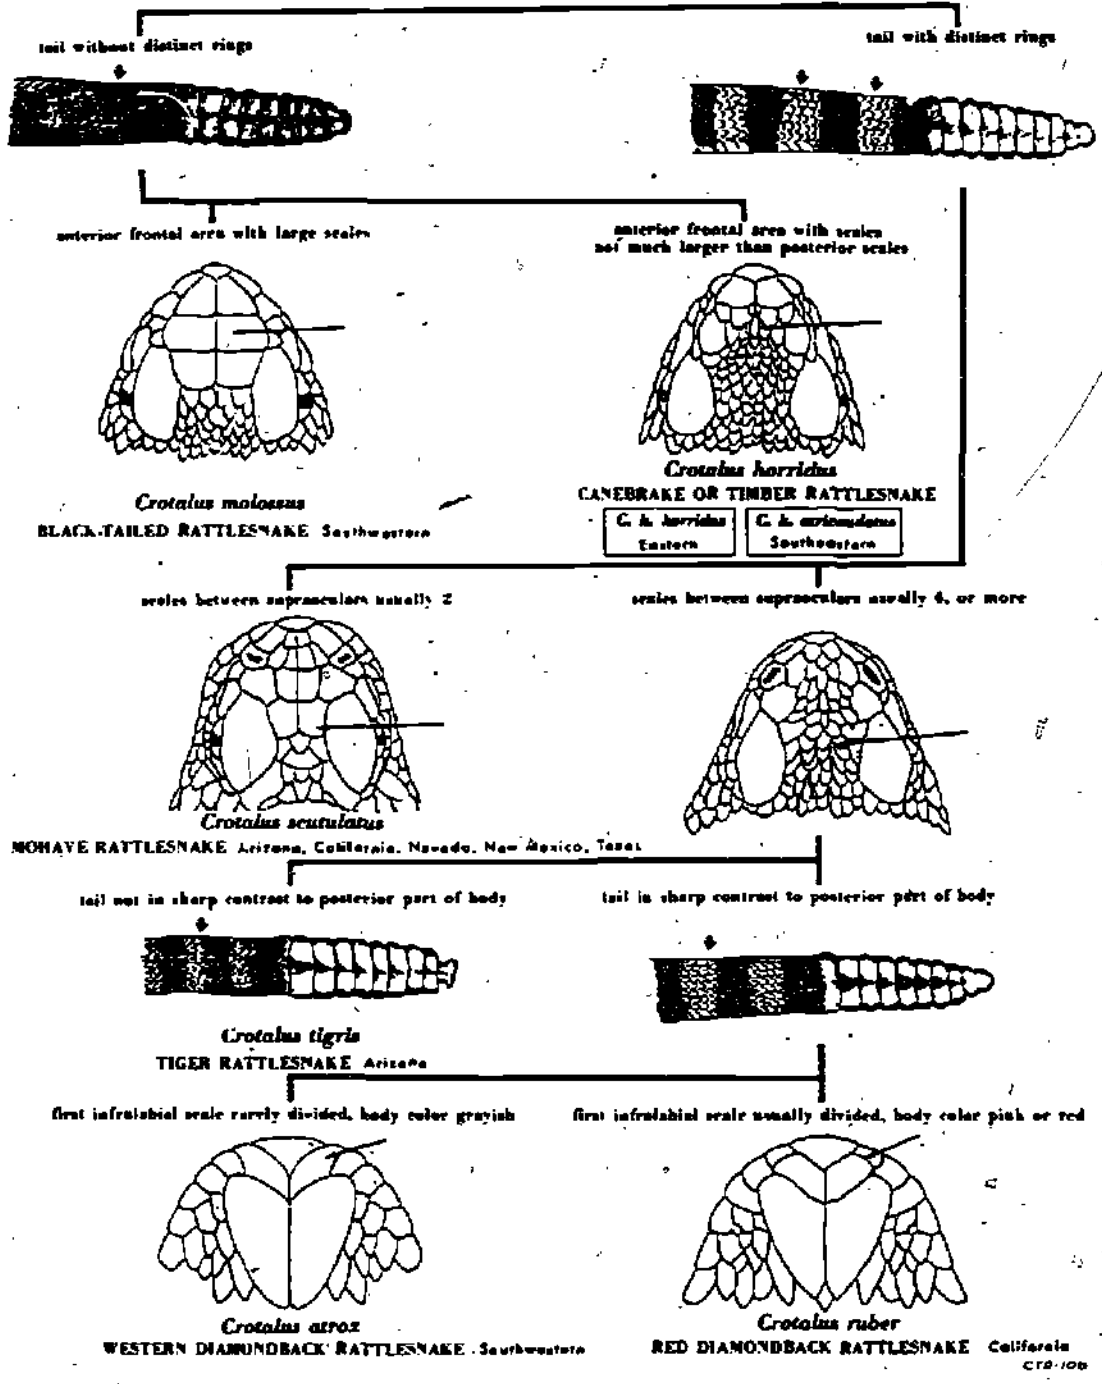 tail without distinct rings
tail with distinct rings
anterior frontal area with large scales
anterior frontal area with scales
not much larger than posterior scales
Crotalus molossus
BLACK-TAILED RATTLESNAKE Southwestern
Crotalus horridus
CANEBRAKE OR TIMBER RATTLESNAKE
C. h. horridus
Eastern
C. h. atricaudatus
Southeastern
scales between supraoculars usually 2
scales between supraoculars usually 4, or more
Crotalus scutulatus
MOHAVE RATTLESNAKE Arizona, California, Nevada, New Mexico, Texas
tail not in sharp contrast to posterior part of body
tail in sharp contrast to posterior part of body
Crotalus tigris
TIGER RATTLESNAKE Arizona
first infralabial scale rarely divided, body color grayish
first infralabial scale usually divided, body color pink or red
Crotalus atrox
WESTERN DIAMONDBACK RATTLESNAKE - Southwestern
Crotalus ruber
RED DIAMONDBACK RATTLESNAKE California